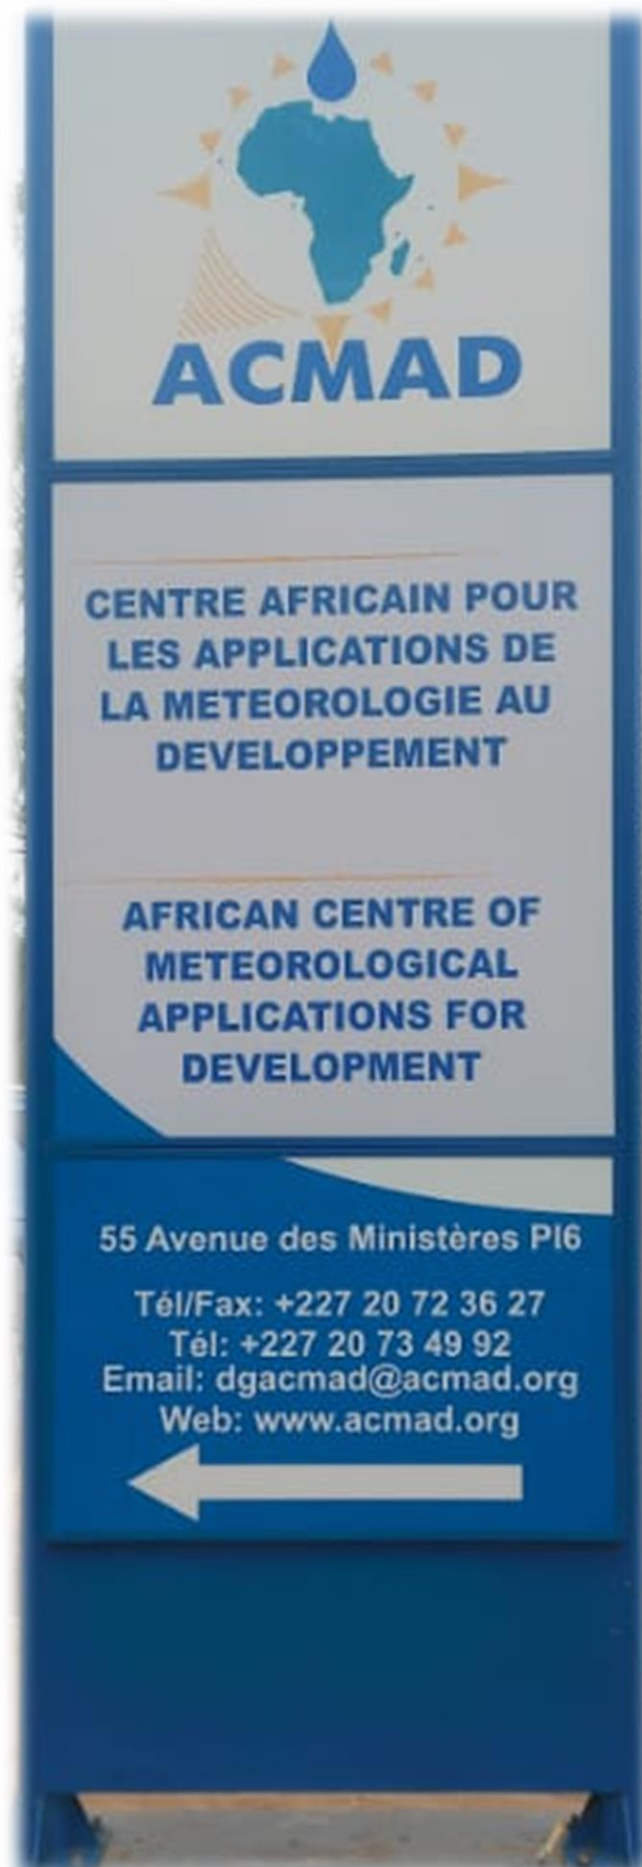 ACMAD
CENTRE AFRICAIN POUR
LES APPLICATIONS DE
LA METEOROLOGIE AU
DEVELOPPEMENT
AFRICAN CENTRE OF
METEOROLOGICAL
APPLICATIONS FOR
DEVELOPMENT
55 Avenue des Ministères Pl6
Tél/Fax: +227 20 72 36 27
Tél: +227 20 73 49 92
Email: dgacmad@acmad.org
Web: www.acmad.org